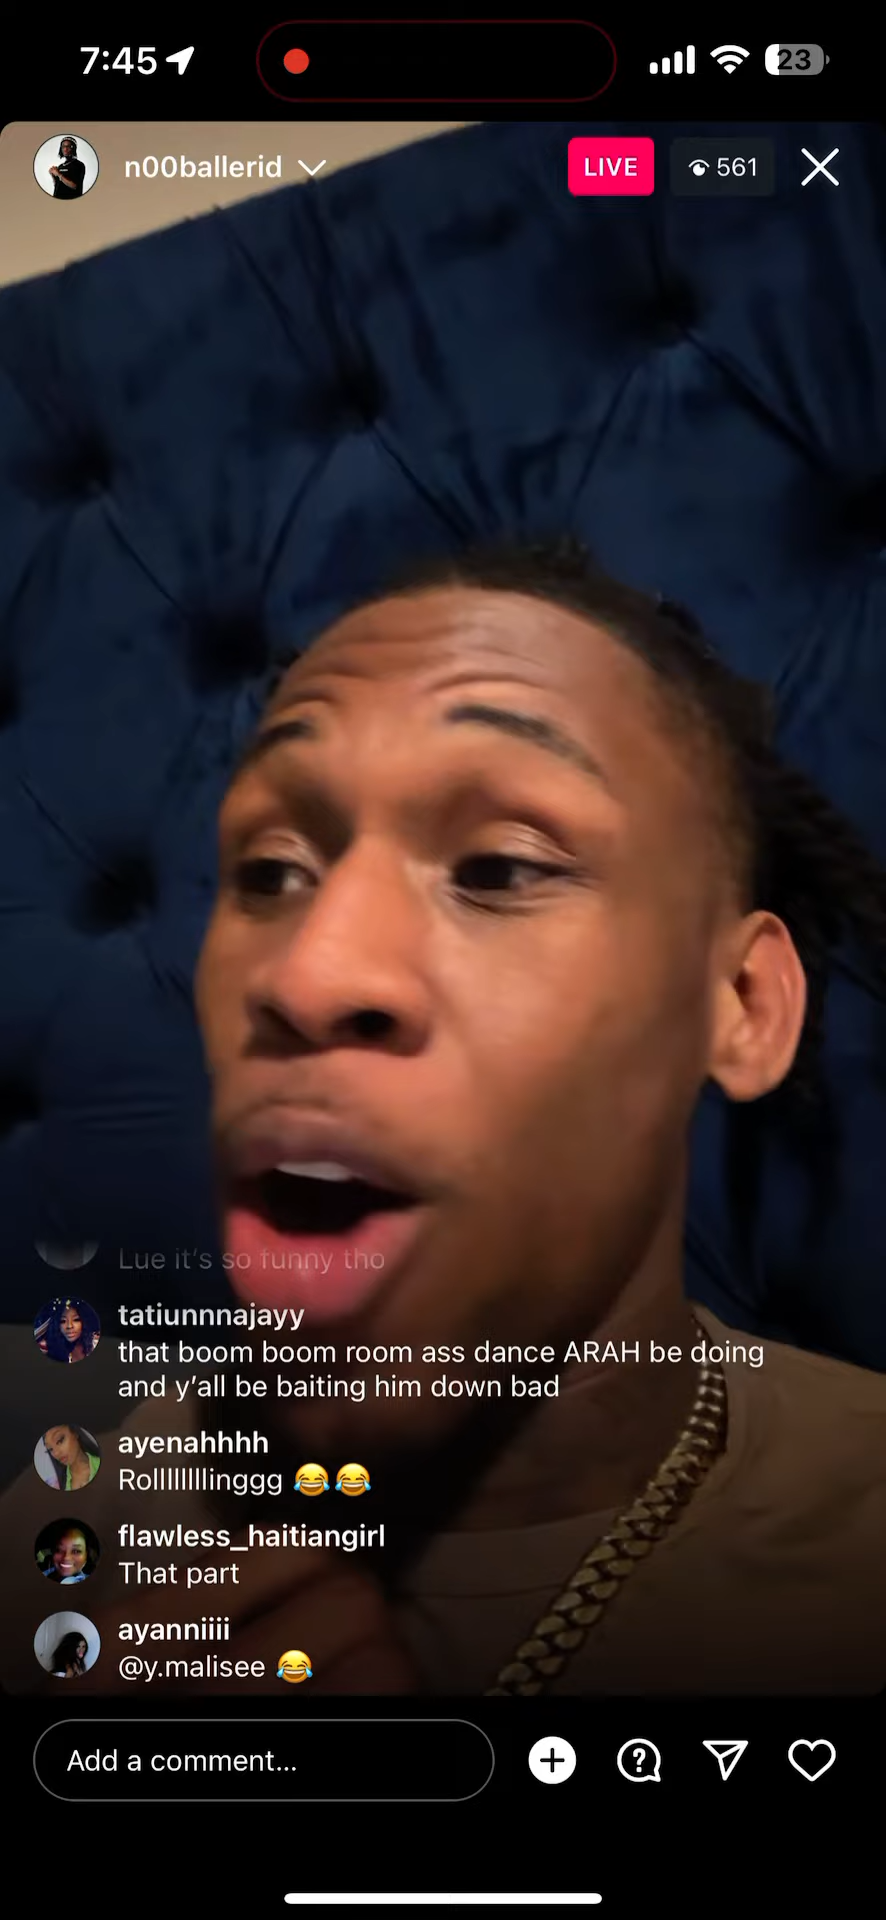 7:45
23
n00ballerid
LIVE
561
Lue it's so funny tho
tatiunnnajayy
that boom boom room ass dance ARAH be doing
and y'all be baiting him down bad
ayenahhhh
Rollllllllinggg 😂😂
flawless_haitiangirl
That part
ayanniiii
@y.malisee 😂
Add a comment...